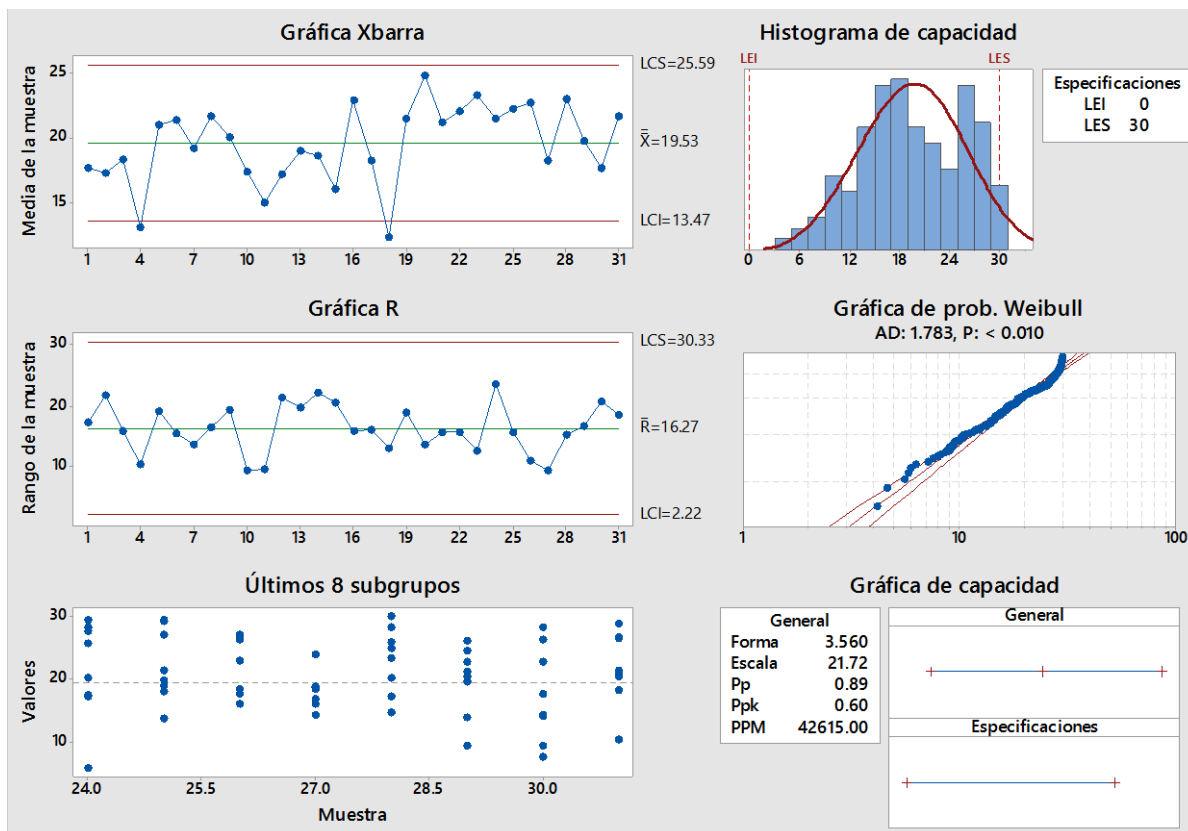 Gráfica Xbarra
Media de la muestra
25
20
15
1 4 7 10 13 16 19 22 25 28 31
LCS=25.59
X=19.53
LCI=13.47
Histograma de capacidad
LEI LES
0 6 12 18 24 30
Especificaciones
LEI 0
LES 30
Gráfica R
Rango de la muestra
30
20
10
1 4 7 10 13 16 19 22 25 28 31
LCS=30.33
R=16.27
LCI=2.22
Gráfica de prob. Weibull
AD: 1.783, P: < 0.010
1 10 100
Últimos 8 subgrupos
Valores
30
20
10
24.0 25.5 27.0 28.5 30.0
Muestra
Gráfica de capacidad
General
Forma 3.560
Escala 21.72
Pp 0.89
Ppk 0.60
PPM 42615.00
General
Especificaciones